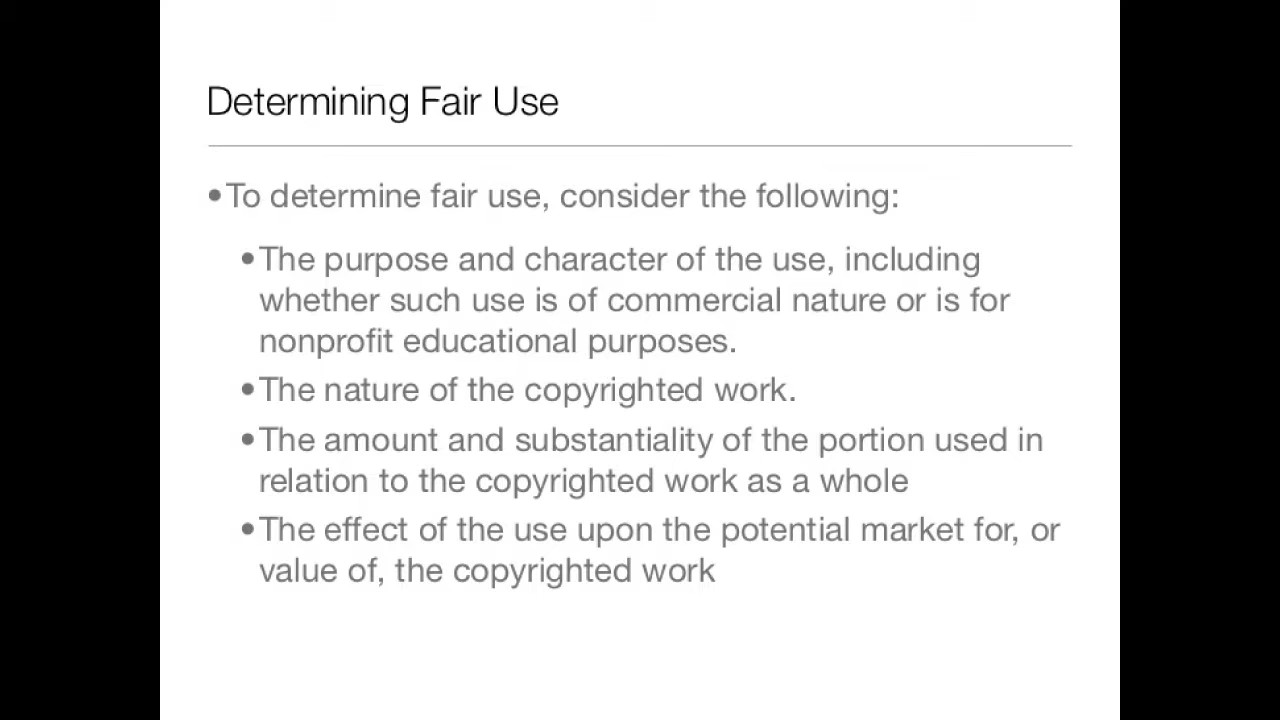 Determining Fair Use
•To determine fair use, consider the following:
•The purpose and character of the use, including
whether such use is of commercial nature or is for
nonprofit educational purposes.
•The nature of the copyrighted work.
•The amount and substantiality of the portion used in
relation to the copyrighted work as a whole
•The effect of the use upon the potential market for, or
value of, the copyrighted work